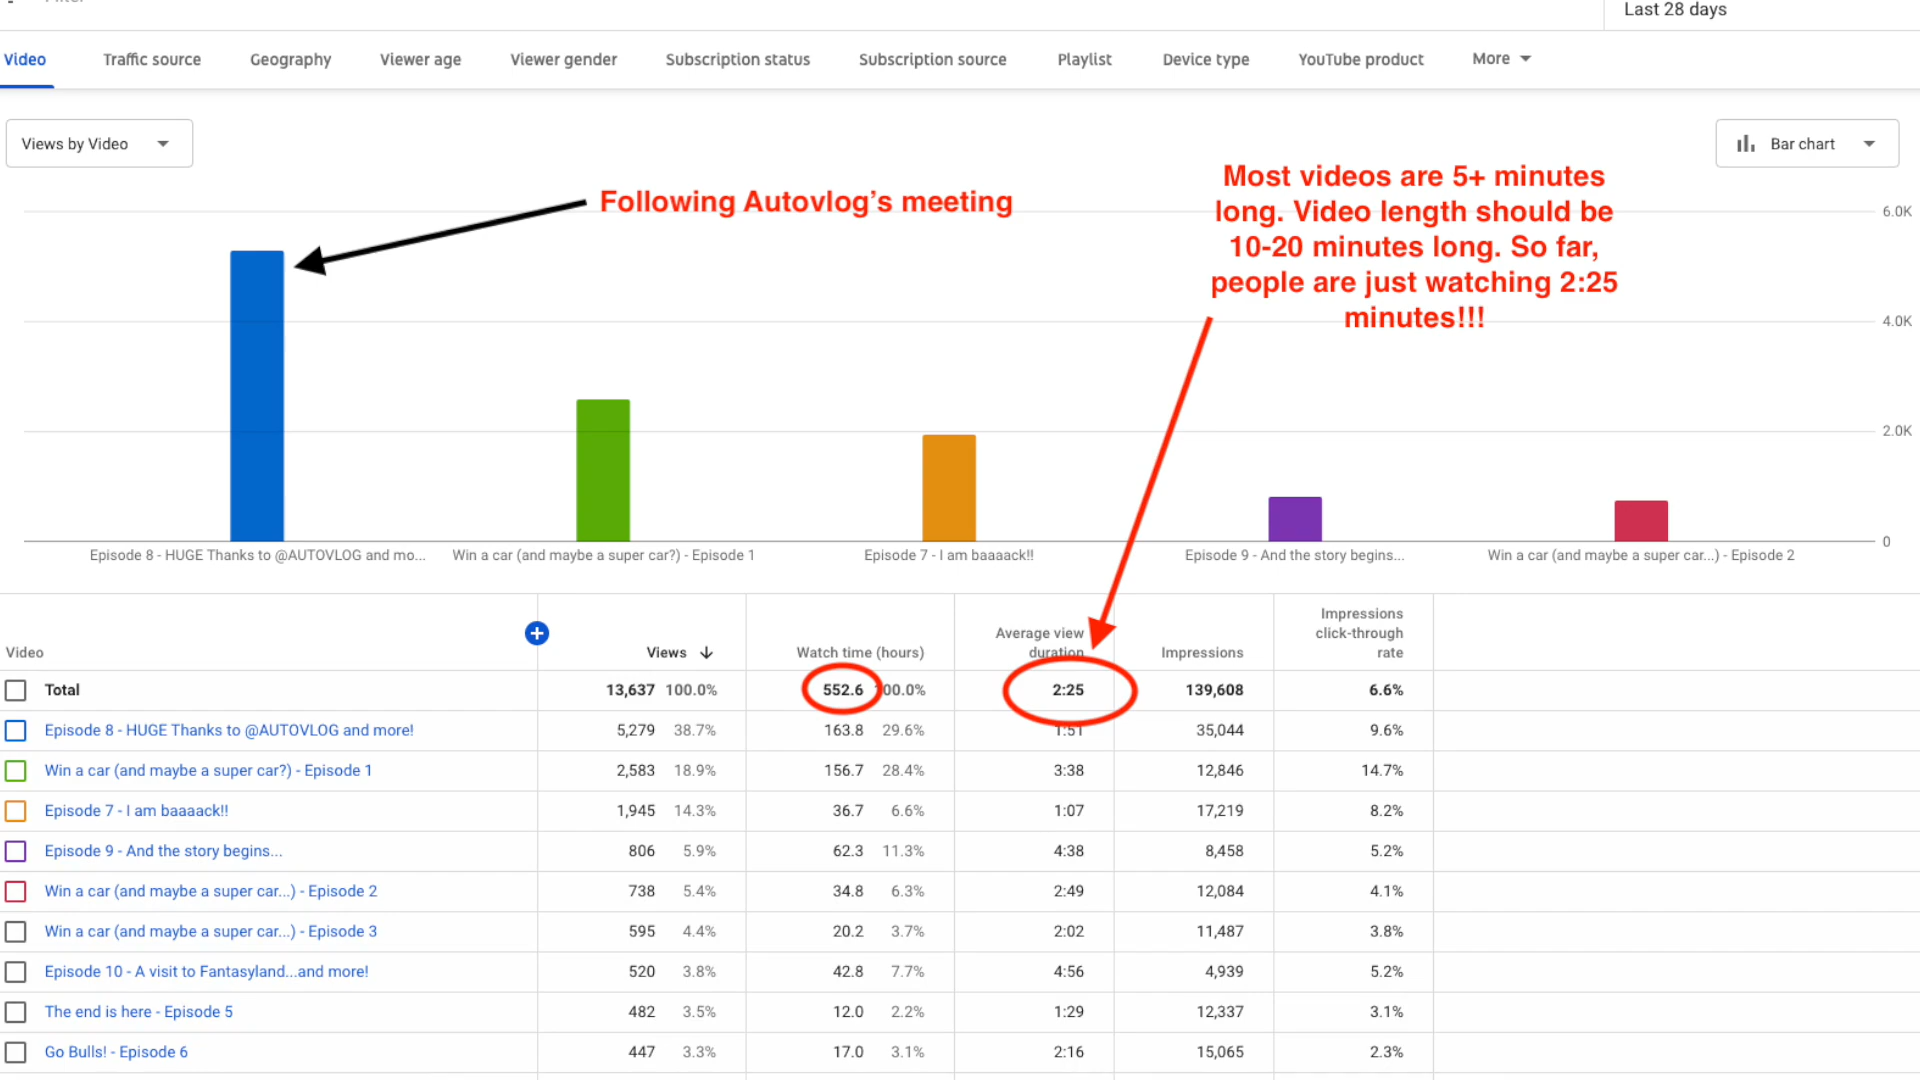 Last 28 days
Video Traffic source Geography Viewer age Viewer gender Subscription status Subscription source Playlist Device type YouTube product More
Views by Video
Bar chart
Following Autovlog's meeting
Most videos are 5+ minutes
long. Video length should be
10-20 minutes long. So far,
people are just watching 2:25
minutes!!!
6.0K
4.0K
2.0K
0
Episode 8 - HUGE Thanks to @AUTOVLOG and mo... Win a car (and maybe a super car?) - Episode 1 Episode 7 - I am baaaack!! Episode 9 - And the story begins... Win a car (and maybe a super car...) - Episode 2
Video Views Watch time (hours) Average view duration Impressions Impressions click-through rate
Total 13,637 100.0% 552.6 00.0% 2:25 139,608 6.6%
Episode 8 - HUGE Thanks to @AUTOVLOG and more! 5,279 38.7% 163.8 29.6% 1:51 35,044 9.6%
Win a car (and maybe a super car?) - Episode 1 2,583 18.9% 156.7 28.4% 3:38 12,846 14.7%
Episode 7 - I am baaaack!! 1,945 14.3% 36.7 6.6% 1:07 17,219 8.2%
Episode 9 - And the story begins... 806 5.9% 62.3 11.3% 4:38 8,458 5.2%
Win a car (and maybe a super car...) - Episode 2 738 5.4% 34.8 6.3% 2:49 12,084 4.1%
Win a car (and maybe a super car...) - Episode 3 595 4.4% 20.2 3.7% 2:02 11,487 3.8%
Episode 10 - A visit to Fantasyland...and more! 520 3.8% 42.8 7.7% 4:56 4,939 5.2%
The end is here - Episode 5 482 3.5% 12.0 2.2% 1:29 12,337 3.1%
Go Bulls! - Episode 6 447 3.3% 17.0 3.1% 2:16 15,065 2.3%